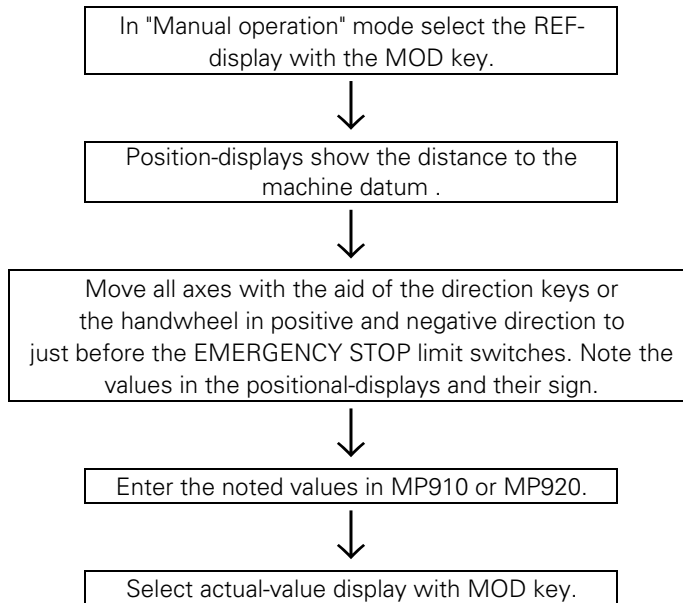 In "Manual operation" mode select the REF-
display with the MOD key.
Position-displays show the distance to the
machine datum .
Move all axes with the aid of the direction keys or
the handwheel in positive and negative direction to
just before the EMERGENCY STOP limit switches. Note the
values in the positional-displays and their sign.
Enter the noted values in MP910 or MP920.
Select actual-value display with MOD key.